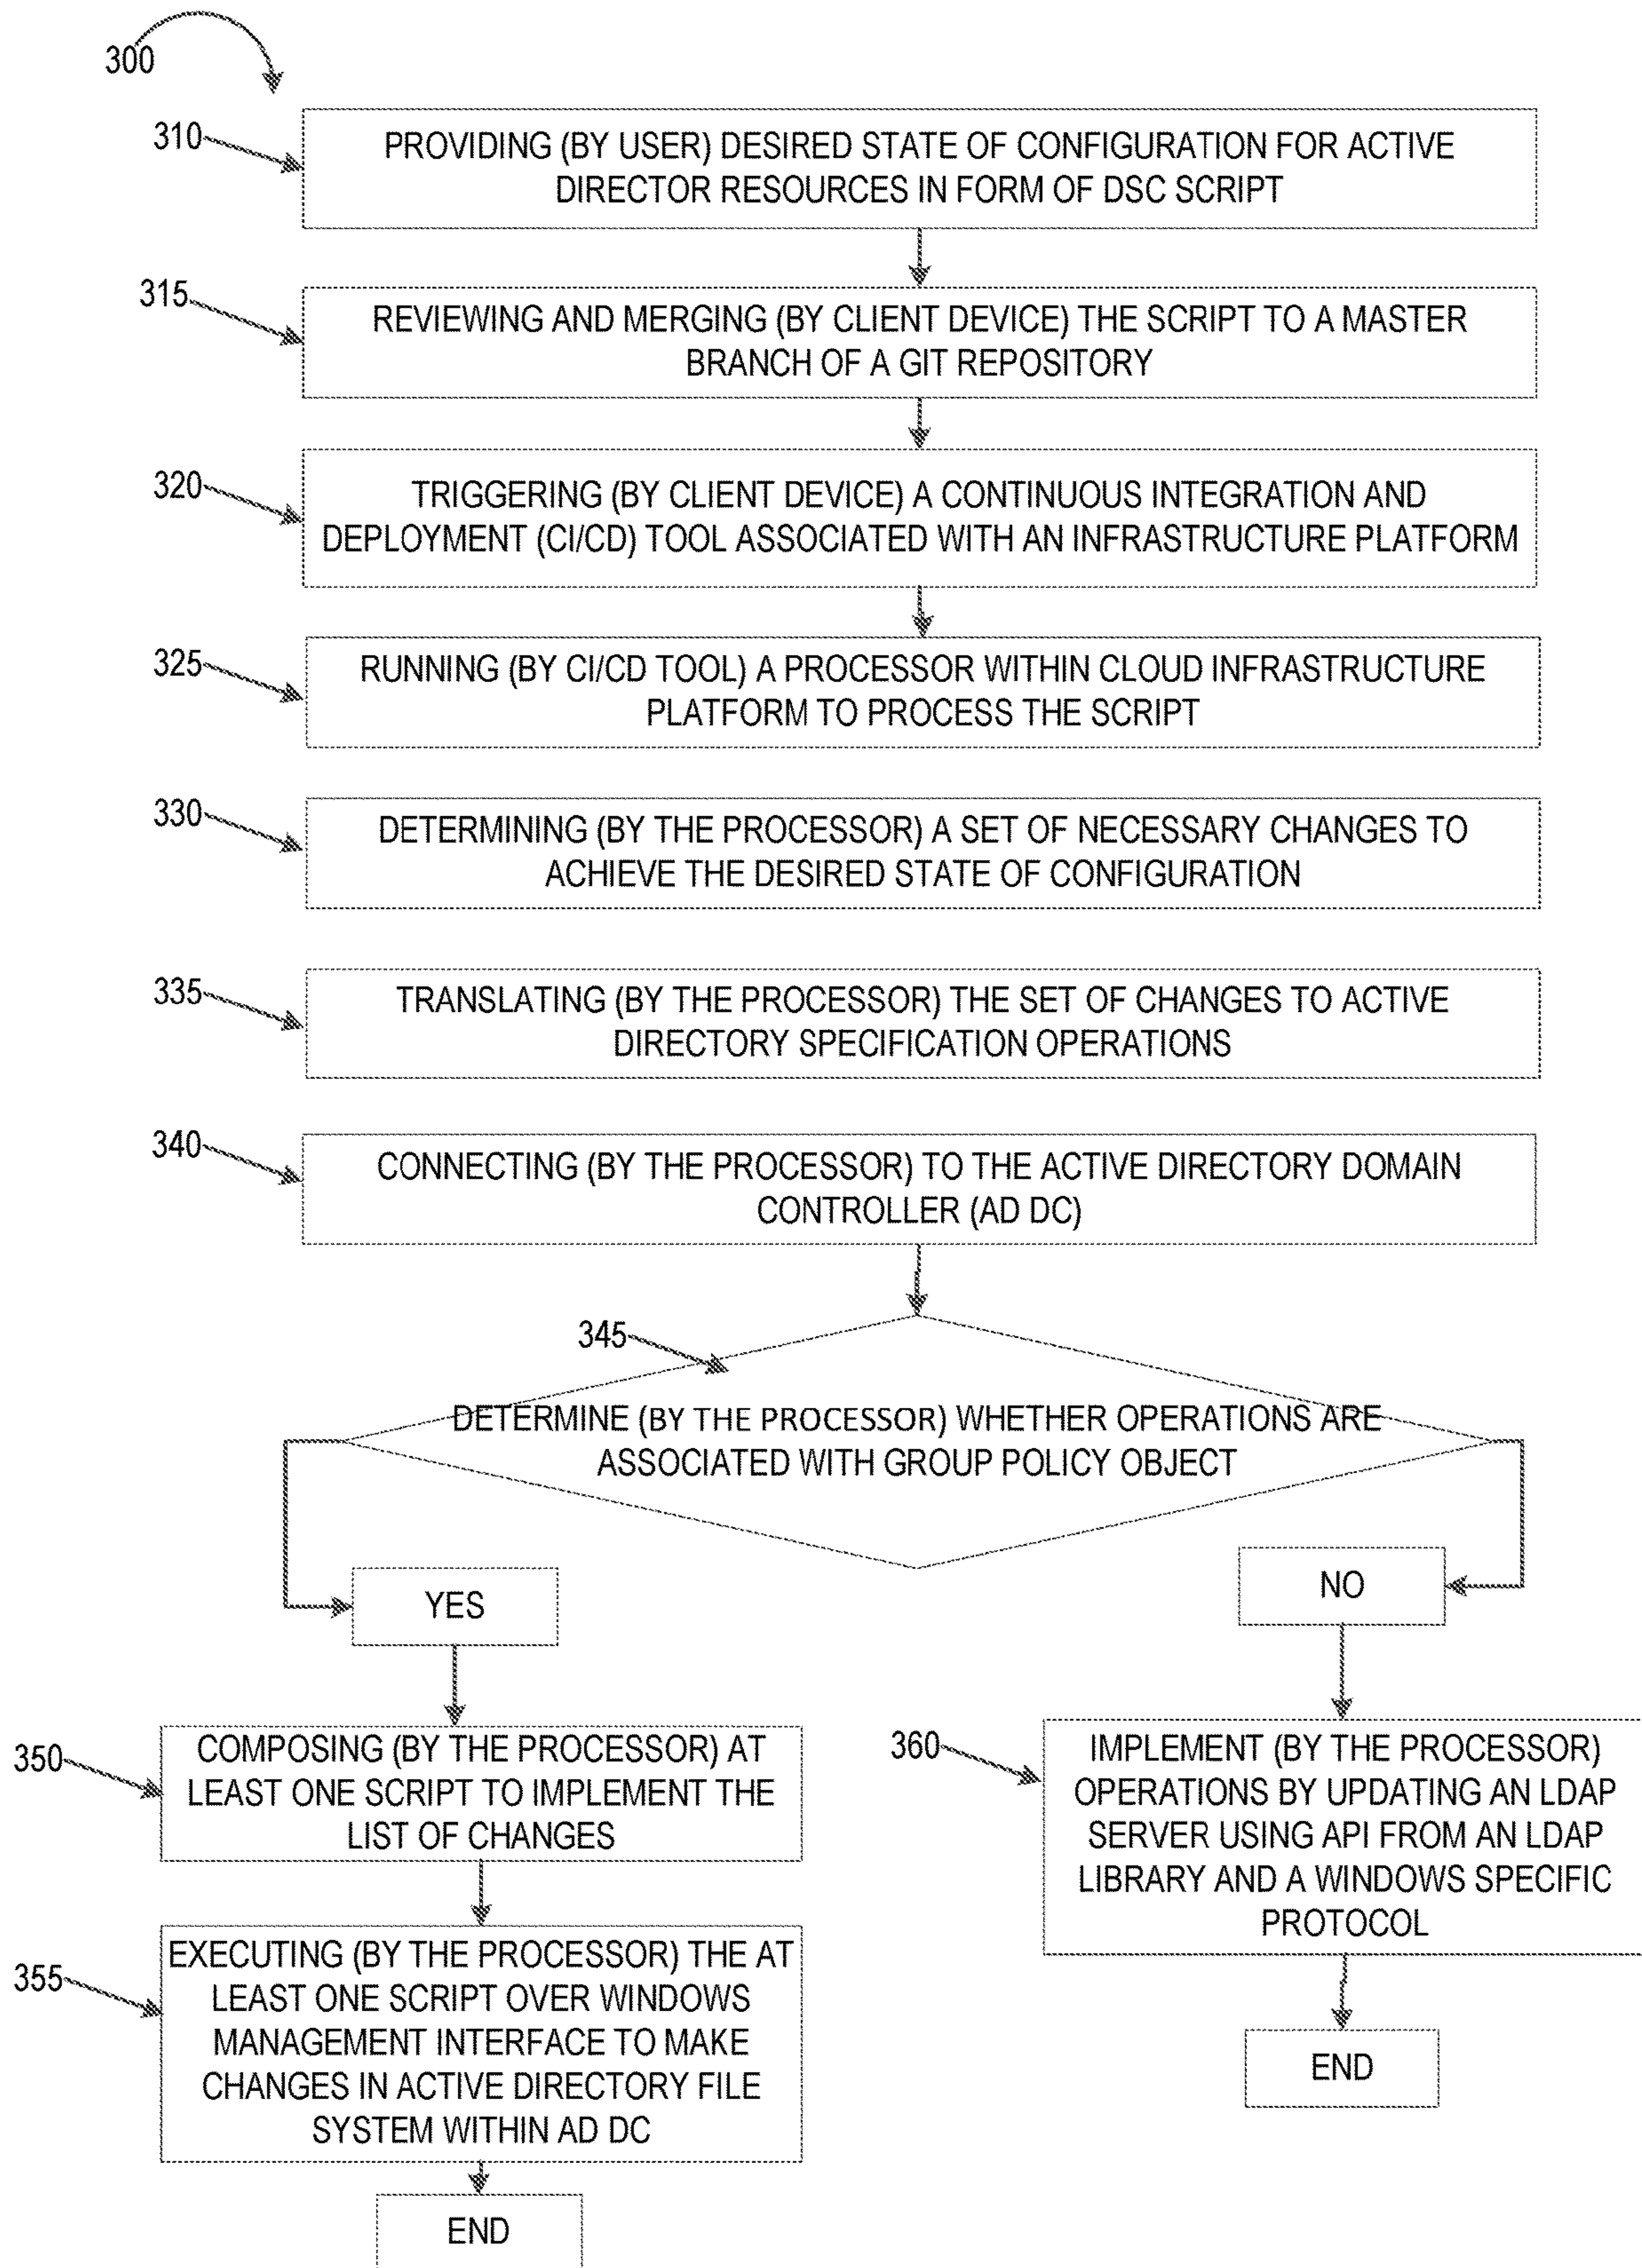 300
310
PROVIDING (BY USER) DESIRED STATE OF CONFIGURATION FOR ACTIVE
DIRECTOR RESOURCES IN FORM OF DSC SCRIPT
315
REVIEWING AND MERGING (BY CLIENT DEVICE) THE SCRIPT TO A MASTER
BRANCH OF A GIT REPOSITORY
320
TRIGGERING (BY CLIENT DEVICE) A CONTINUOUS INTEGRATION AND
DEPLOYMENT (CI/CD) TOOL ASSOCIATED WITH AN INFRASTRUCTURE PLATFORM
325
RUNNING (BY CI/CD TOOL) A PROCESSOR WITHIN CLOUD INFRASTRUCTURE
PLATFORM TO PROCESS THE SCRIPT
330
DETERMINING (BY THE PROCESSOR) A SET OF NECESSARY CHANGES TO
ACHIEVE THE DESIRED STATE OF CONFIGURATION
335
TRANSLATING (BY THE PROCESSOR) THE SET OF CHANGES TO ACTIVE
DIRECTORY SPECIFICATION OPERATIONS
340
CONNECTING (BY THE PROCESSOR) TO THE ACTIVE DIRECTORY DOMAIN
CONTROLLER (AD DC)
345
DETERMINE (BY THE PROCESSOR) WHETHER OPERATIONS ARE
ASSOCIATED WITH GROUP POLICY OBJECT
YES
350
COMPOSING (BY THE PROCESSOR) AT
LEAST ONE SCRIPT TO IMPLEMENT THE
LIST OF CHANGES
355
EXECUTING (BY THE PROCESSOR) THE AT
LEAST ONE SCRIPT OVER WINDOWS
MANAGEMENT INTERFACE TO MAKE
CHANGES IN ACTIVE DIRECTORY FILE
SYSTEM WITHIN AD DC
END
NO
360
IMPLEMENT (BY THE PROCESSOR)
OPERATIONS BY UPDATING AN LDAP
SERVER USING API FROM AN LDAP
LIBRARY AND A WINDOWS SPECIFIC
PROTOCOL
END